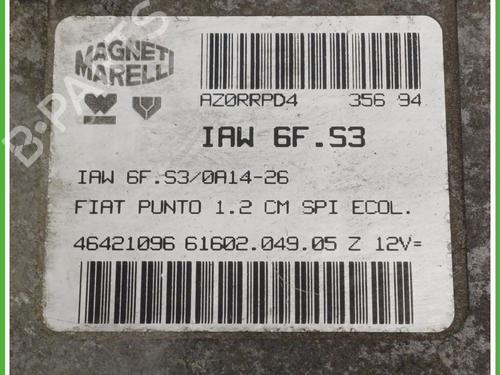 MAGNETI
MARELLI
AZ0RRPD4 356 94
IAW 6F.S3
IAW 6F.S3/0A14-26
FIAT PUNTO 1.2 CM SPI ECOL.
46421096 61602.049.05 Z 12V=
B-PARTS